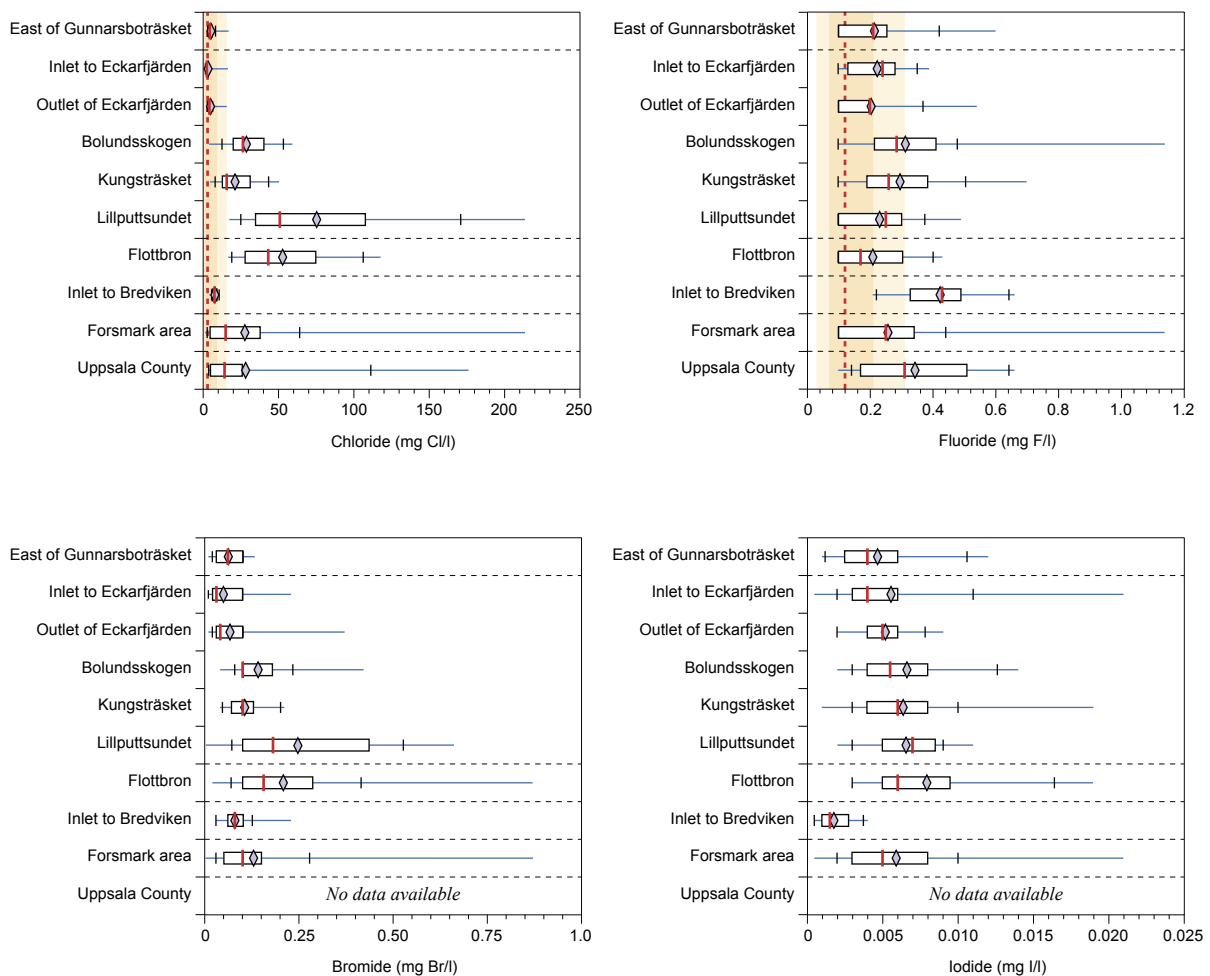 East of Gunnarsboträsket
Inlet to Eckarfjärden
Outlet of Eckarfjärden
Bolundsskogen
Kungsträsket
Lillputtsundet
Flottbron
Inlet to Bredviken
Forsmark area
Uppsala County
0 50 100 150 200 250
Chloride (mg Cl/l)
East of Gunnarsboträsket
Inlet to Eckarfjärden
Outlet of Eckarfjärden
Bolundsskogen
Kungsträsket
Lillputtsundet
Flottbron
Inlet to Bredviken
Forsmark area
Uppsala County
0 0.2 0.4 0.6 0.8 1.0 1.2
Fluoride (mg F/l)
East of Gunnarsboträsket
Inlet to Eckarfjärden
Outlet of Eckarfjärden
Bolundsskogen
Kungsträsket
Lillputtsundet
Flottbron
Inlet to Bredviken
Forsmark area
Uppsala County No data available
0 0.25 0.50 0.75 1.0
Bromide (mg Br/l)
East of Gunnarsboträsket
Inlet to Eckarfjärden
Outlet of Eckarfjärden
Bolundsskogen
Kungsträsket
Lillputtsundet
Flottbron
Inlet to Bredviken
Forsmark area
Uppsala County No data available
0 0.005 0.010 0.015 0.020 0.025
Iodide (mg I/l)